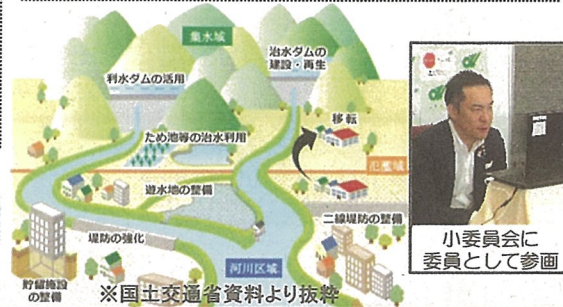 集水域
治水ダムの
建設・再生
利水ダムの活用
移転
ため池等の治水利用
氾濫域
遊水地の整備
二線堤防の整備
堤防の強化
河川区域
貯留施設
の整備
※国土交通省資料より抜粋
小委員会に
委員として参画